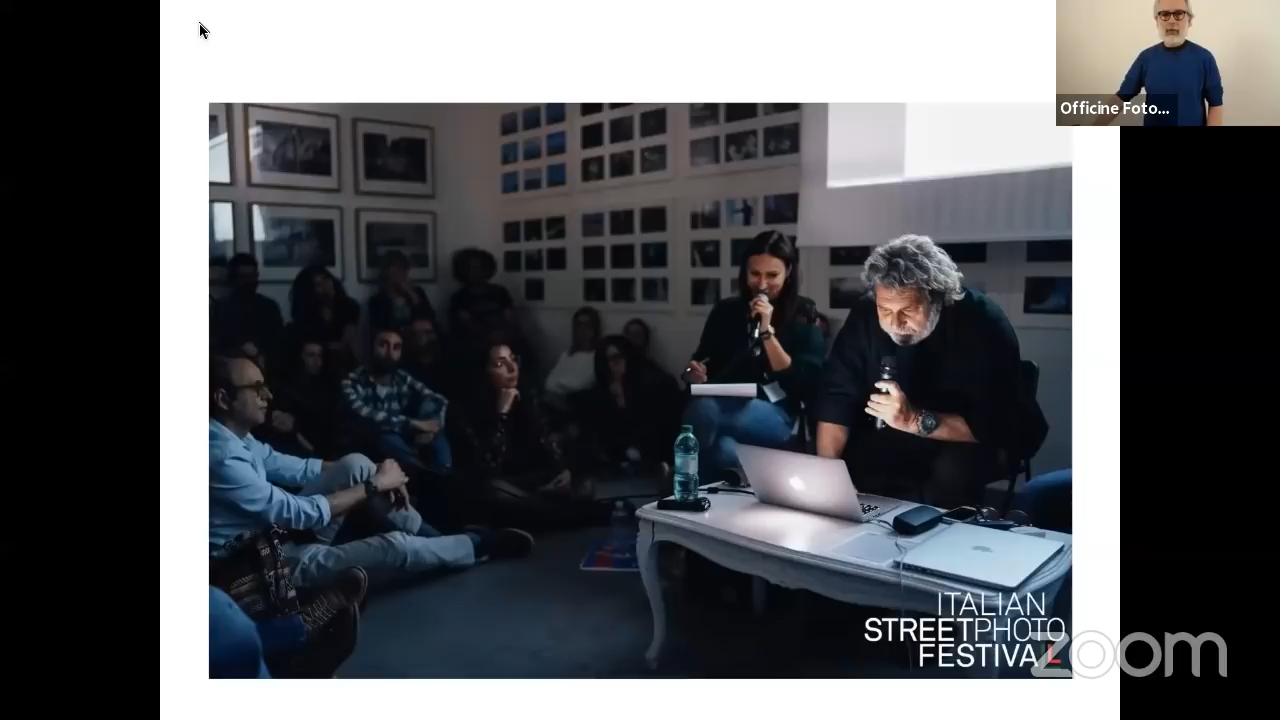 Officine Foto...
ITALIAN
STREETPHOTO
FESTIVAL
zoom